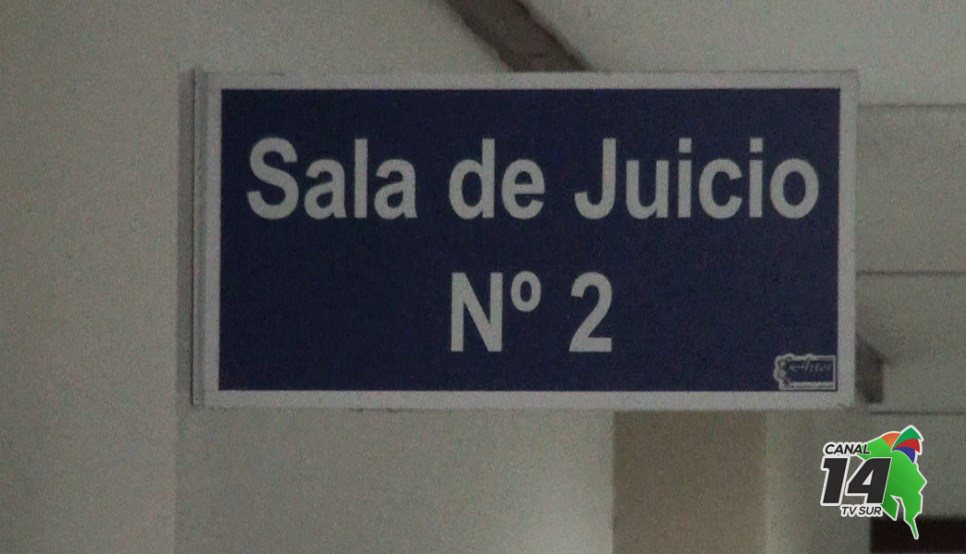 Sala de Juicio
Nº 2
CANAL
14
TV SUR